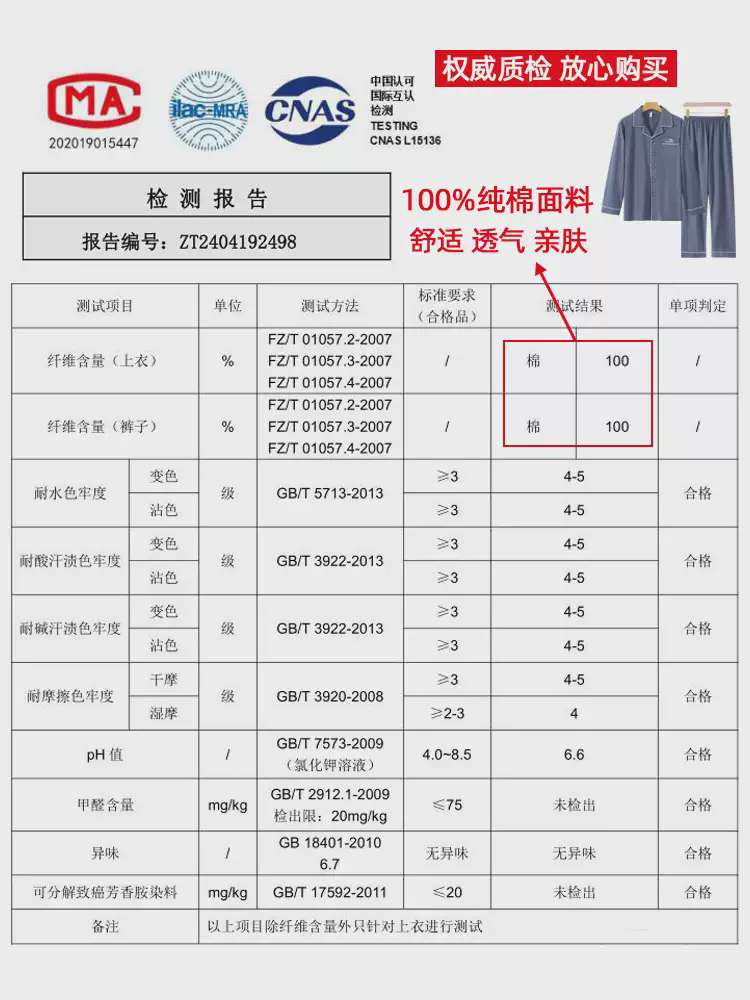 权威质检 放心购买
MA
202019015447
ilac-MRA
CNAS
中国认可
国际互认
检测
TESTING
CNAS L15136
检测报告
报告编号：ZT2404192498
100%纯棉面料
舒适 透气 亲肤
测试项目 单位 测试方法 标准要求（合格品） 测试结果 单项判定
纤维含量（上衣） % FZ/T 01057.2-2007 / 棉 100 /
FZ/T 01057.3-2007
FZ/T 01057.4-2007
纤维含量（裤子） % FZ/T 01057.2-2007 / 棉 100 /
FZ/T 01057.3-2007
FZ/T 01057.4-2007
耐水色牢度 变色 级 GB/T 5713-2013 ≥3 4-5 合格
沾色 ≥3 4-5
耐酸汗渍色牢度 变色 级 GB/T 3922-2013 ≥3 4-5 合格
沾色 ≥3 4-5
耐碱汗渍色牢度 变色 级 GB/T 3922-2013 ≥3 4-5 合格
沾色 ≥3 4-5
耐摩擦色牢度 干摩 级 GB/T 3920-2008 ≥3 4-5 合格
湿摩 ≥2-3 4
pH 值 / GB/T 7573-2009 4.0~8.5 6.6 合格
（氯化钾溶液）
甲醛含量 mg/kg GB/T 2912.1-2009 ≤75 未检出 合格
检出限：20mg/kg
异味 / GB 18401-2010 无异味 无异味 合格
6.7
可分解致癌芳香胺染料 mg/kg GB/T 17592-2011 ≤20 未检出 合格
备注 以上项目除纤维含量外只针对上衣进行测试